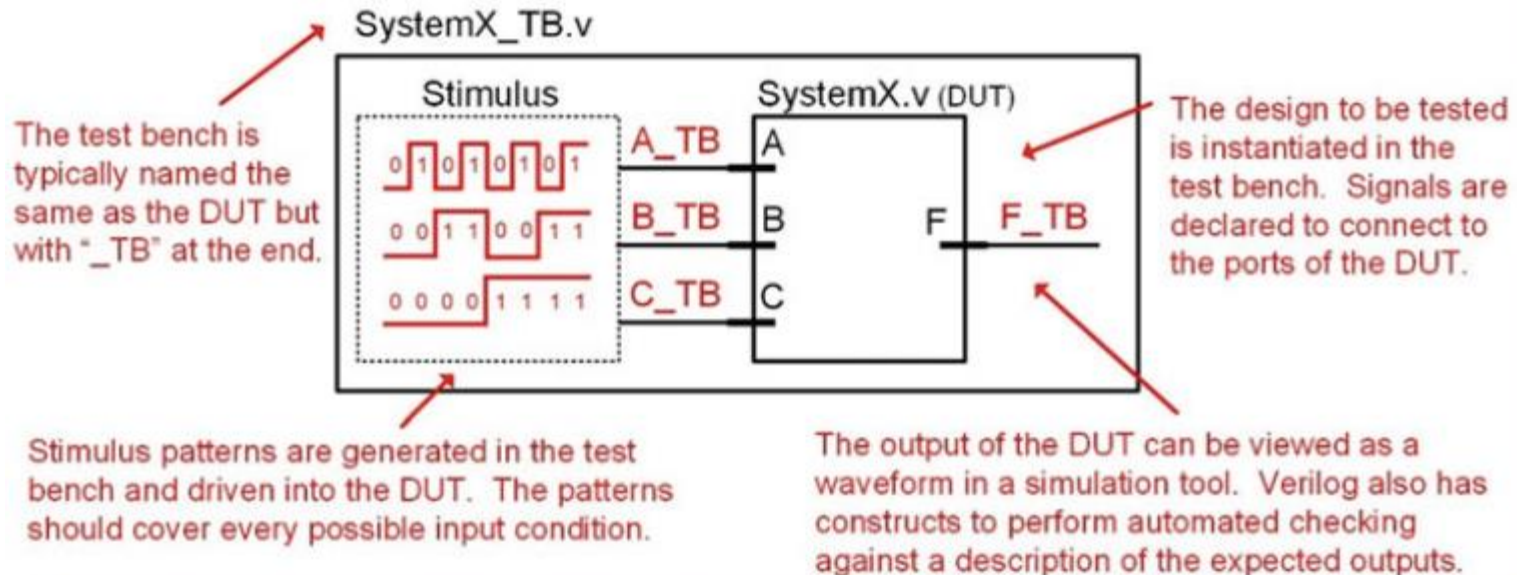 SystemX_TB.v
The test bench is
typically named the
same as the DUT but
with “_TB” at the end.
Stimulus
0 1 0 1 0 1 0 1
0 0 1 1 0 0 1 1
0 0 0 0 1 1 1 1
A_TB
B_TB
C_TB
SystemX.v (DUT)
A
B
C
F
F_TB
The design to be tested
is instantiated in the
test bench. Signals are
declared to connect to
the ports of the DUT.
Stimulus patterns are generated in the test
bench and driven into the DUT. The patterns
should cover every possible input condition.
The output of the DUT can be viewed as a
waveform in a simulation tool. Verilog also has
constructs to perform automated checking
against a description of the expected outputs.